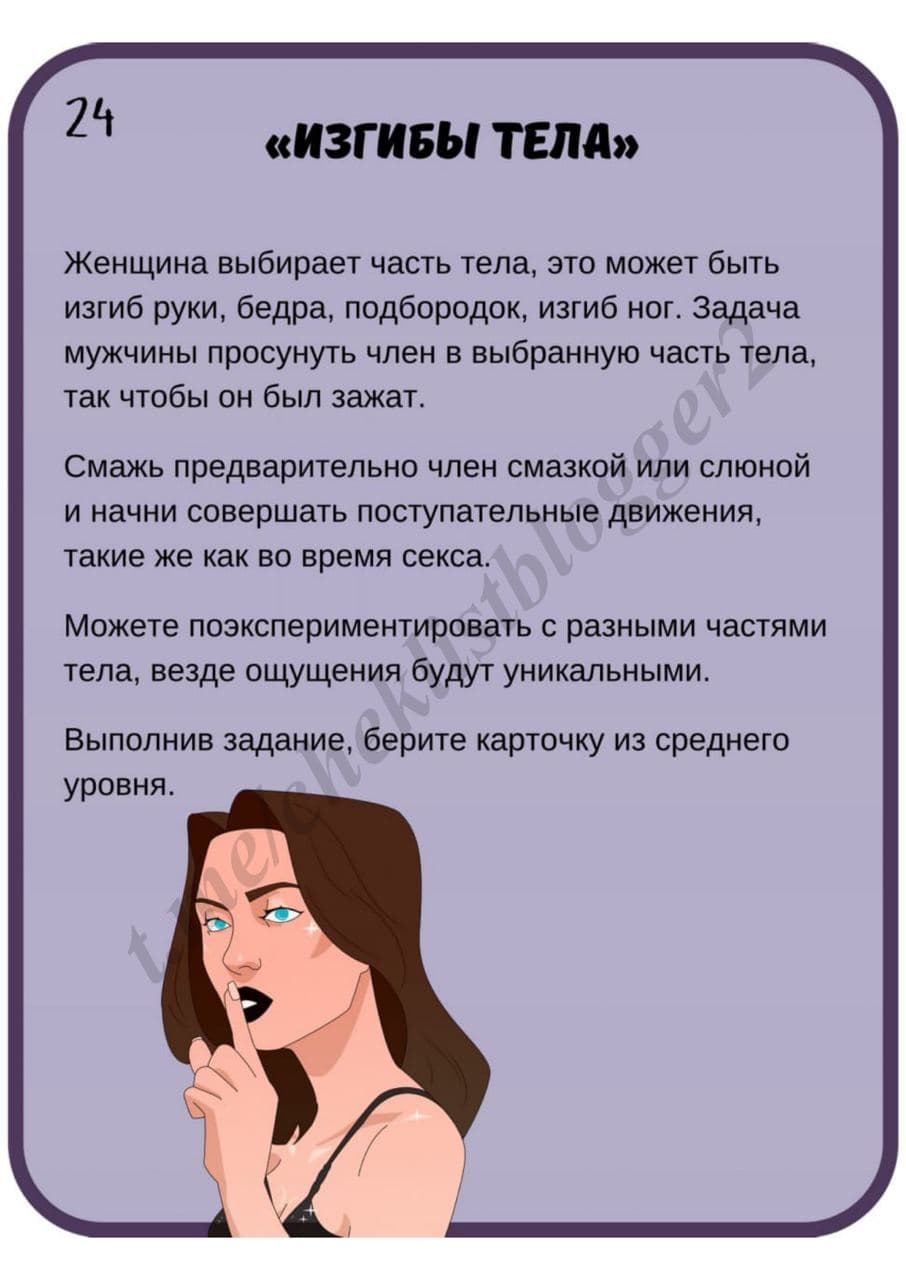 24
«ИЗГИБЫ ТЕЛА»
Женщина выбирает часть тела, это может быть
изгиб руки, бедра, подбородок, изгиб ног. Задача
мужчины просунуть член в выбранную часть тела,
так чтобы он был зажат.
Смажь предварительно член смазкой или слюной
и начни совершать поступательные движения,
такие же как во время секса.
Можете поэкспериментировать с разными частями
тела, везде ощущения будут уникальными.
Выполнив задание, берите карточку из среднего
уровня.
t.me/cheklistblogger2